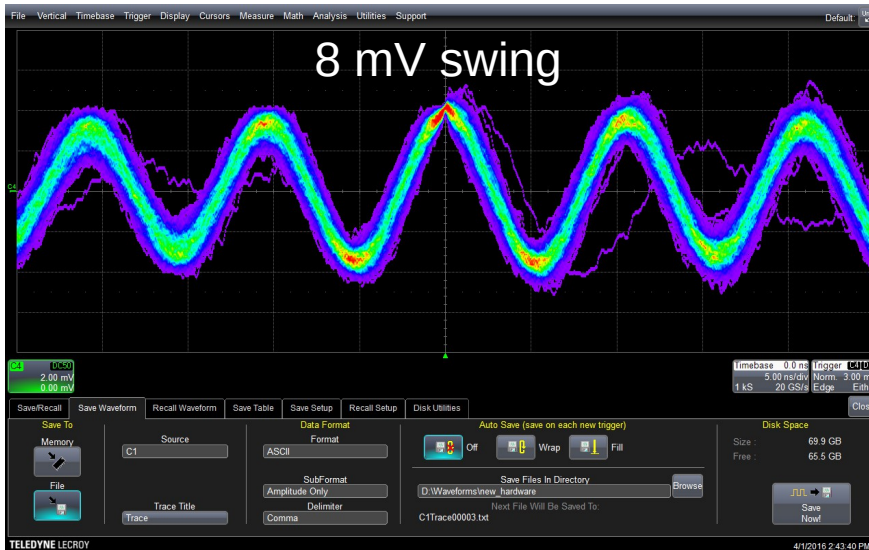 File Vertical Timebase Trigger Display Cursors Measure Math Analysis Utilities Support
Default:
8 mV swing
C4
C4 DC50
2.00 mV
0.00 mV
Timebase 0.0 ns
5.00 ns/div
1 kS 20 GS/s
Trigger C4
Norm. 3.00 m
Edge Eith
Save/Recall Save Waveform Recall Waveform Save Table Save Setup Recall Setup Disk Utilities
Clos
Save To
Memory
File
Source
C1
Trace Title
Trace
Data Format
Format
ASCII
SubFormat
Amplitude Only
Delimiter
Comma
Auto Save (save on each new trigger)
Off Wrap Fill
Save Files In Directory
D:\Waveforms\new_hardware
Browse
Next File Will Be Saved To:
C1Trace00003.txt
Disk Space
Size : 69.9 GB
Free : 65.5 GB
Save
Now!
TELEDYNE LECROY
4/1/2016 2:43:40 PM